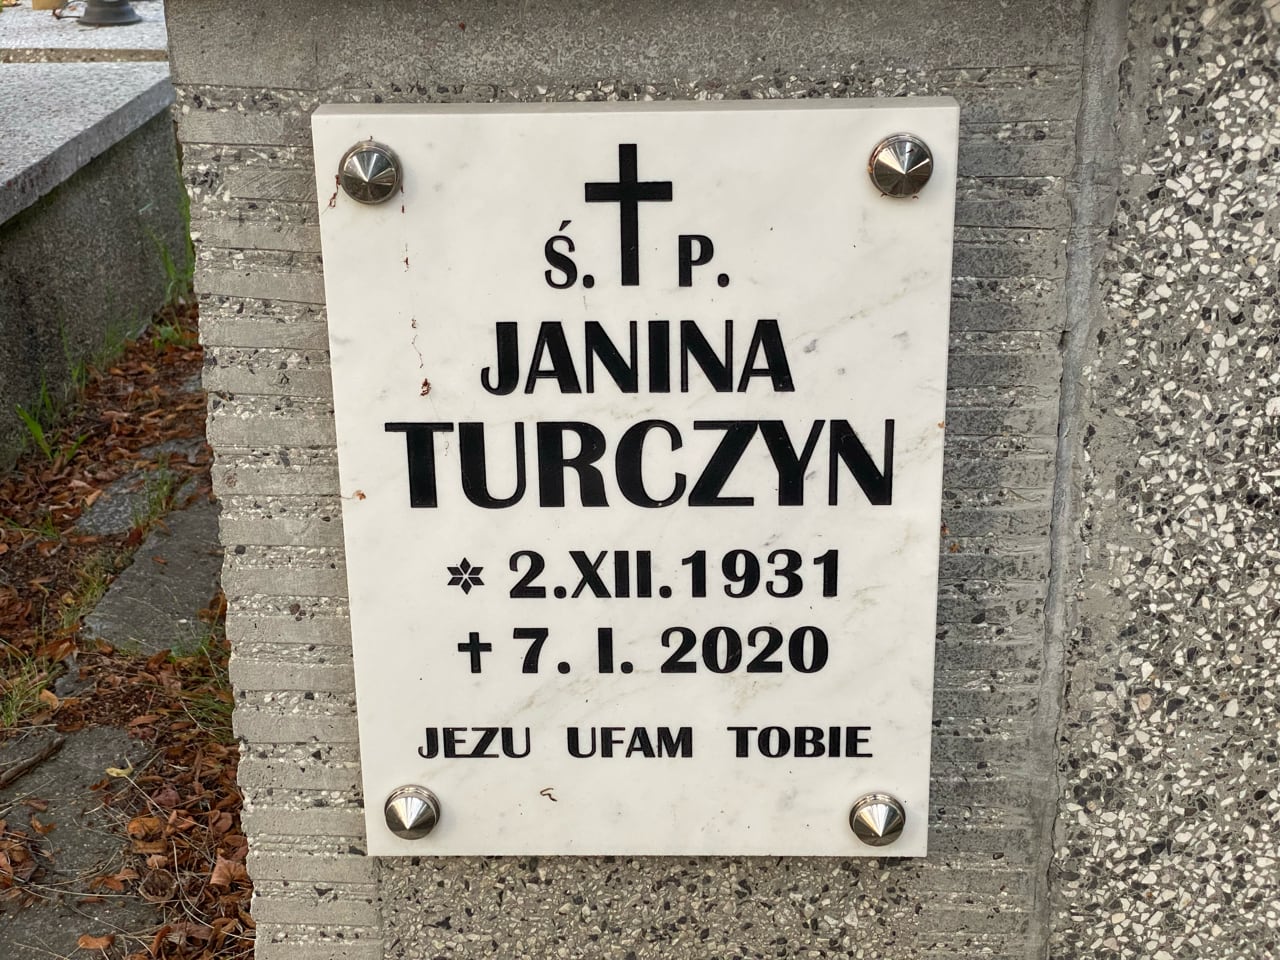 Ś. P.
JANINA
TURCZYN
* 2.XII.1931
✝ 7. I. 2020
JEZU UFAM TOBIE